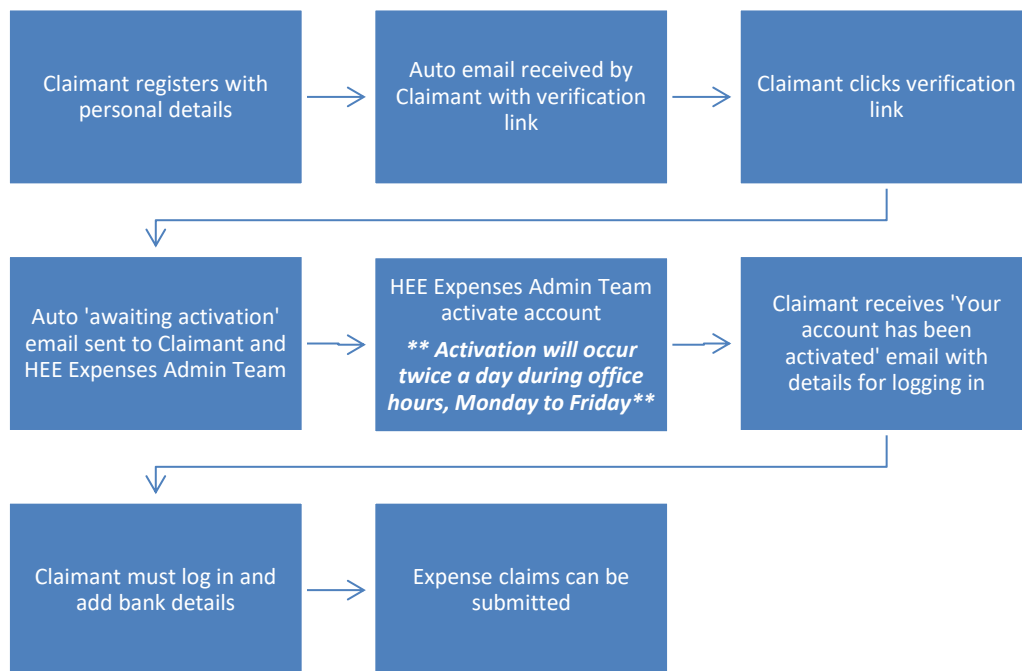 Claimant registers with
personal details
Auto email received by
Claimant with verification
link
Claimant clicks verification
link
Auto 'awaiting activation'
email sent to Claimant and
HEE Expenses Admin Team
HEE Expenses Admin Team
activate account
** Activation will occur
twice a day during office
hours, Monday to Friday**
Claimant receives 'Your
account has been
activated' email with
details for logging in
Claimant must log in and
add bank details
Expense claims can be
submitted